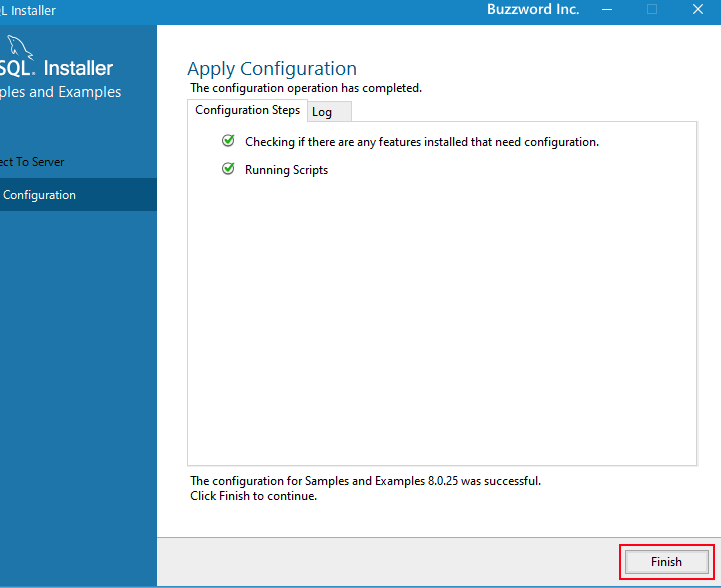 L Installer
Buzzword Inc.
SQL. Installer
ples and Examples
ect To Server
Configuration
Apply Configuration
The configuration operation has completed.
Configuration Steps
Log
Checking if there are any features installed that need configuration.
Running Scripts
The configuration for Samples and Examples 8.0.25 was successful.
Click Finish to continue.
Finish